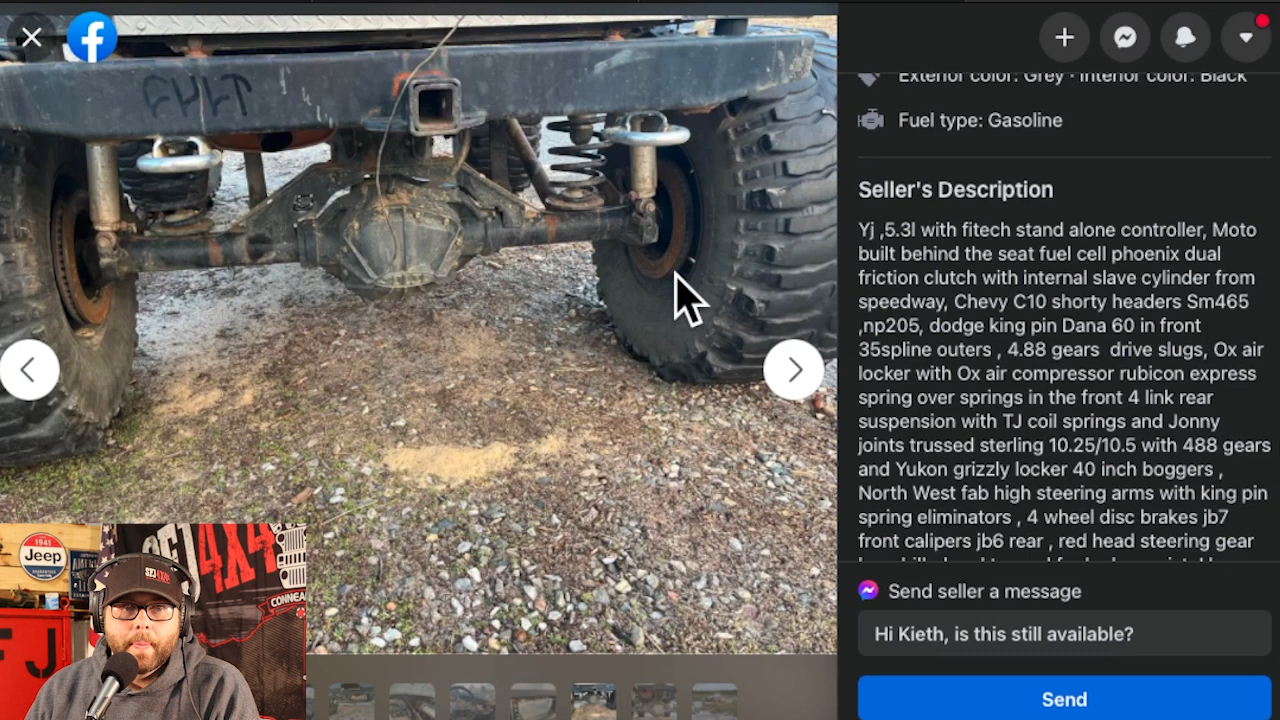 Exterior color: Grey · Interior color: Black
Fuel type: Gasoline
Seller's Description
Yj ,5.3l with fitech stand alone controller, Moto
built behind the seat fuel cell phoenix dual
friction clutch with internal slave cylinder from
speedway, Chevy C10 shorty headers Sm465
,np205, dodge king pin Dana 60 in front
35spline outers , 4.88 gears  drive slugs, Ox air
locker with Ox air compressor rubicon express
spring over springs in the front 4 link rear
suspension with TJ coil springs and Jonny
joints trussed sterling 10.25/10.5 with 488 gears
and Yukon grizzly locker 40 inch boggers ,
North West fab high steering arms with king pin
spring eliminators , 4 wheel disc brakes jb7
front calipers jb6 rear , red head steering gear
Send seller a message
Hi Kieth, is this still available?
Send
1941
Jeep
SFJ4X4
CONNEA
FJ